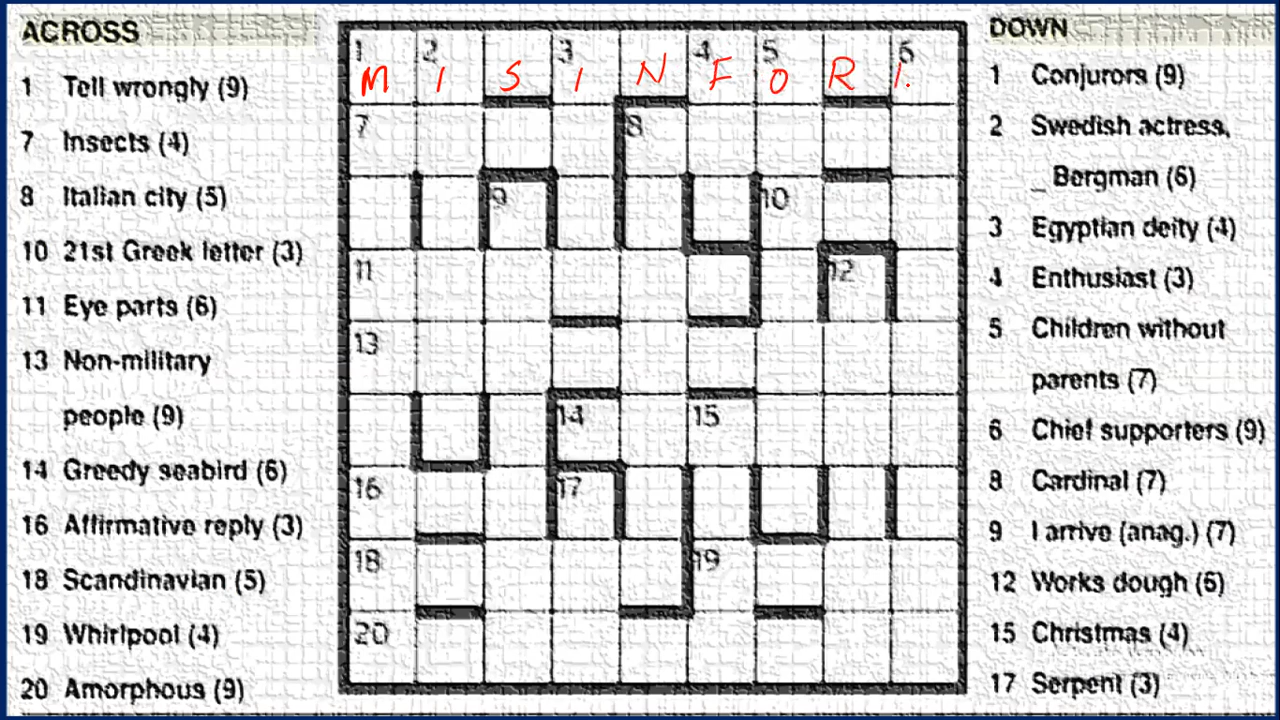 ACROSS
1 Tell wrongly (9)
7 Insects (4)
8 Italian city (5)
10 21st Greek letter (3)
11 Eye parts (6)
13 Non-military
people (9)
14 Greedy seabird (6)
16 Affirmative reply (3)
18 Scandinavian (5)
19 Whirlpool (4)
20 Amorphous (9)
1 2 3 4 5 6
M I S I N F O R
7 8
9 10
11 12
13
14 15
16 17
18 19
20
DOWN
1 Conjurors (9)
2 Swedish actress,
_ Bergman (6)
3 Egyptian deity (4)
4 Enthusiast (3)
5 Children without
parents (7)
6 Chief supporters (9)
8 Cardinal (7)
9 I arrive (anag.) (7)
12 Works dough (6)
15 Christmas (4)
17 Serpent (3)